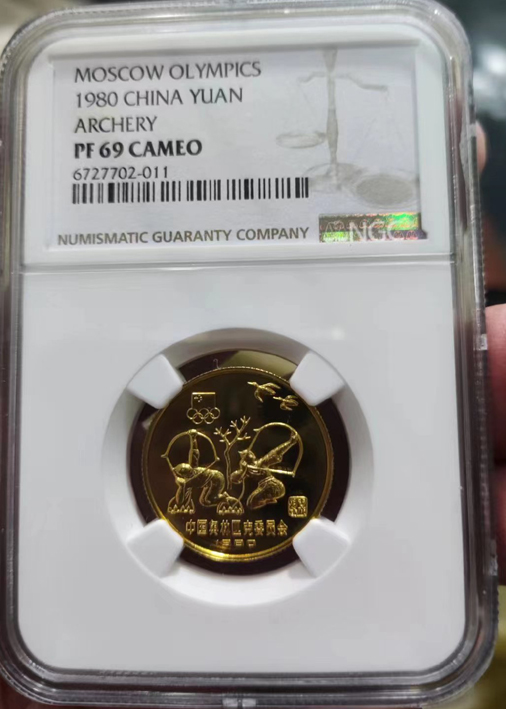 MOSCOW OLYMPICS
1980 CHINA YUAN
ARCHERY
PF 69 CAMEO
6727702-011
NUMISMATIC GUARANTY COMPANY
NGC
中国奥林匹克委员会
1980